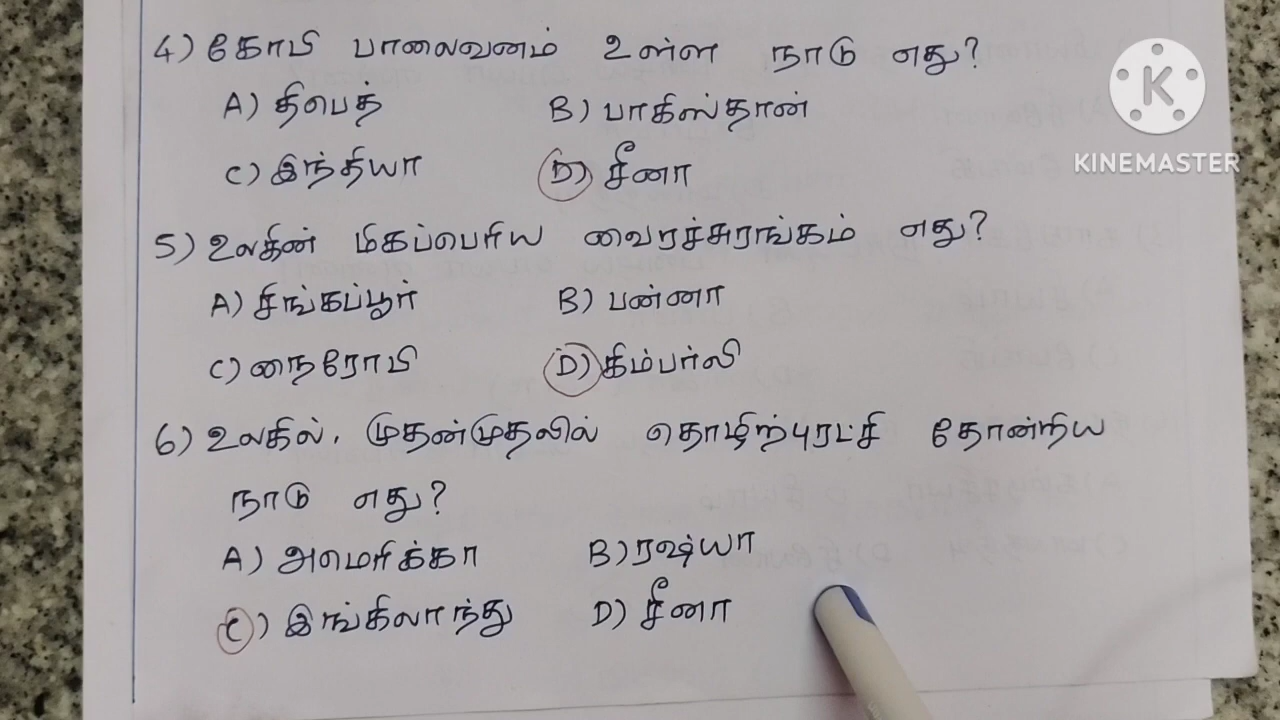 4) கோபி பாலைவனம் உள்ள நாடு எது?
A) திபெத் B) பாகிஸ்தான்
C) இந்தியா D) சீனா
5) உலகின் மிகப்பெரிய வைரச்சுரங்கம் எது?
A) சிங்கப்பூர் B) பன்னா
C) நைரோபி D) கிம்பர்லி
6) உலகில், முதன்முதலில் தொழிற்புரட்சி தோன்றிய
நாடு எது?
A) அமெரிக்கா B) ரஷ்யா
C) இங்கிலாந்து D) சீனா
K
KINEMASTER